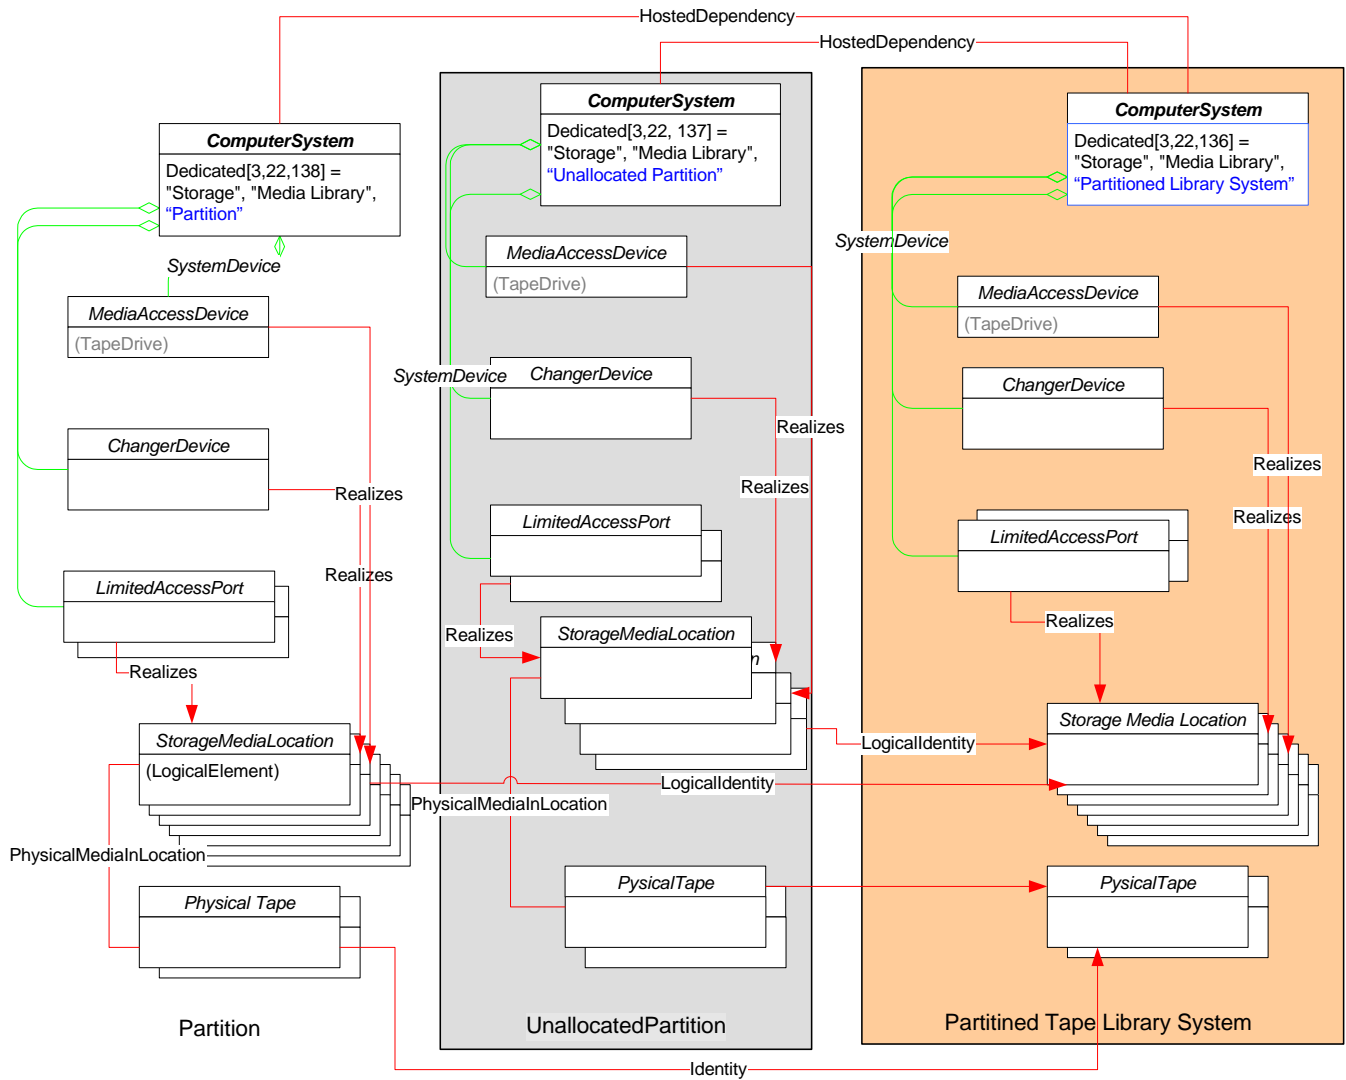 HostedDependency
HostedDependency
ComputerSystem
Dedicated[3,22,138] =
"Storage", "Media Library",
“Partition”
SystemDevice
MediaAccessDevice
(TapeDrive)
ChangerDevice
Realizes
Realizes
LimitedAccessPort
Realizes
StorageMediaLocation
(LogicalElement)
PhysicalMediaInLocation
Physical Tape
Partition
ComputerSystem
Dedicated[3,22, 137] =
"Storage", "Media Library",
“Unallocated Partition”
MediaAccessDevice
(TapeDrive)
SystemDevice
ChangerDevice
Realizes
Realizes
LimitedAccessPort
Realizes
StorageMediaLocation
n
PhysicalMediaInLocation
PysicalTape
UnallocatedPartition
LogicalIdentity
LogicalIdentity
ComputerSystem
Dedicated[3,22,136] =
"Storage", "Media Library",
“Partitioned Library System”
SystemDevice
MediaAccessDevice
(TapeDrive)
ChangerDevice
Realizes
Realizes
LimitedAccessPort
Realizes
Storage Media Location
PysicalTape
Partitined Tape Library System
Identity